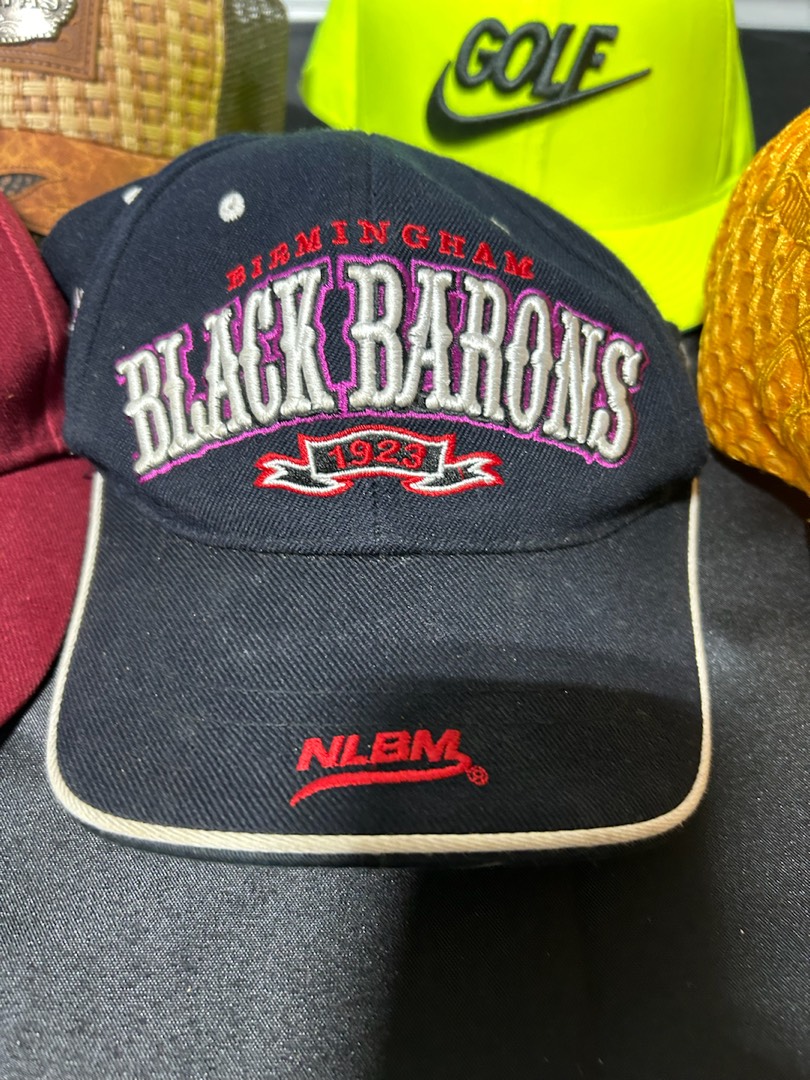 GOLF
BIRMINGHAM
BLACK BARONS
1923
NLBM